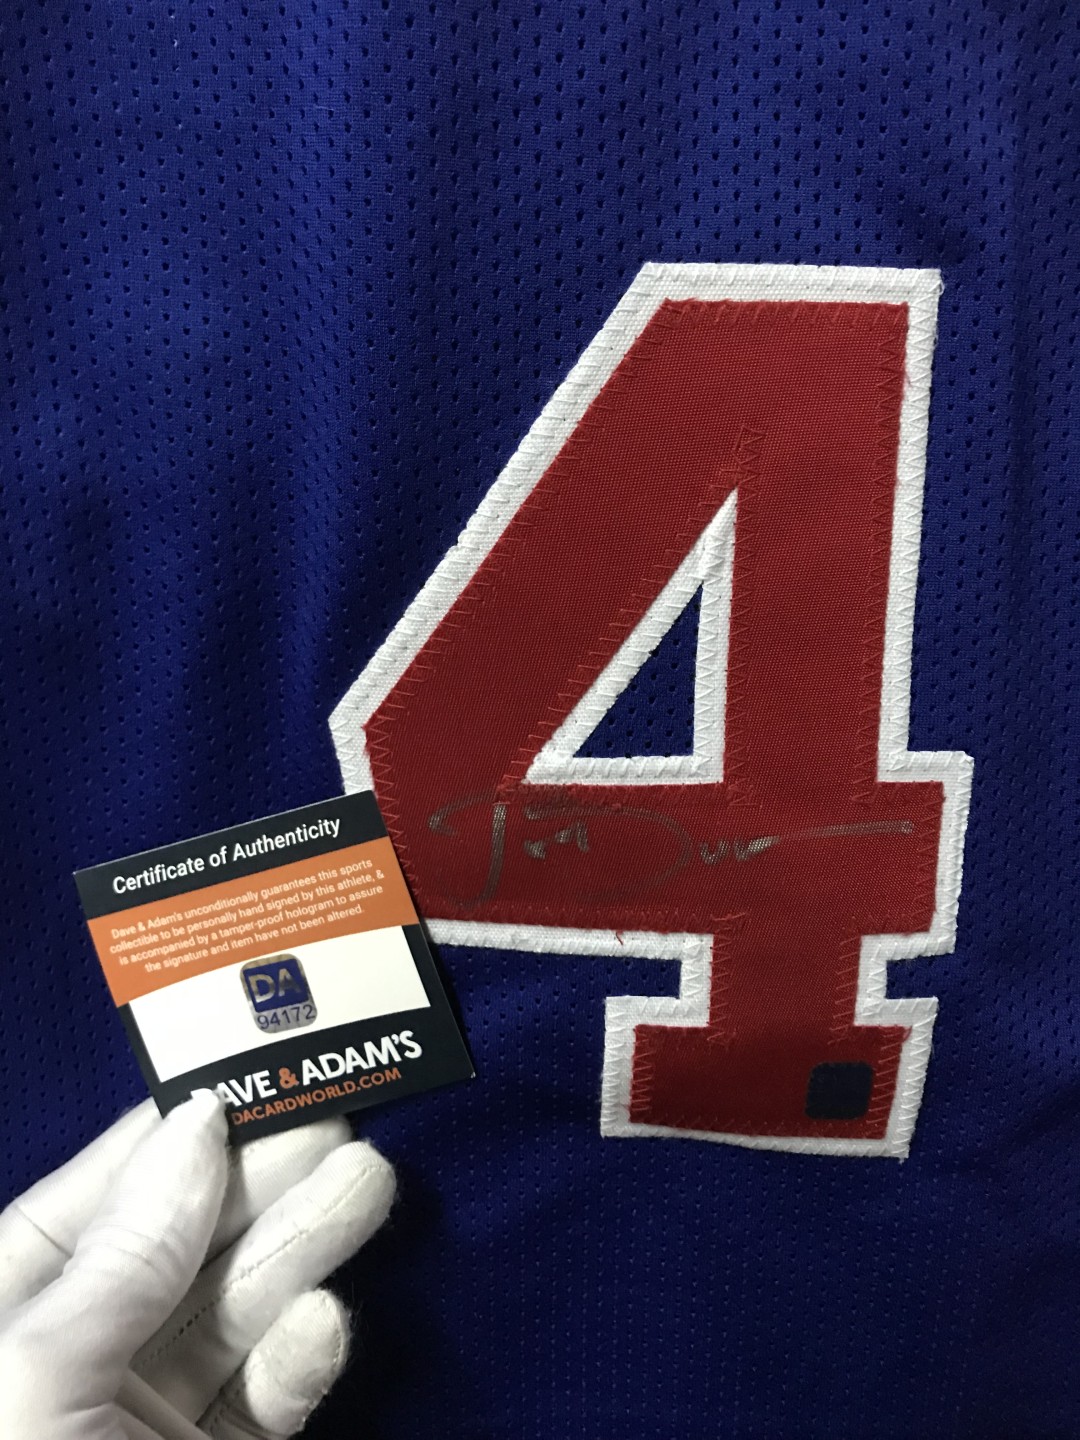 4
Certificate of Authenticity
Dave & Adam's unconditionally guarantees this sports
collectible to be personally hand signed by this athlete, &
is accompanied by a tamper-proof hologram to assure
the signature and item have not been altered.
DA
94172
DAVE & ADAM'S
DACARDWORLD.COM